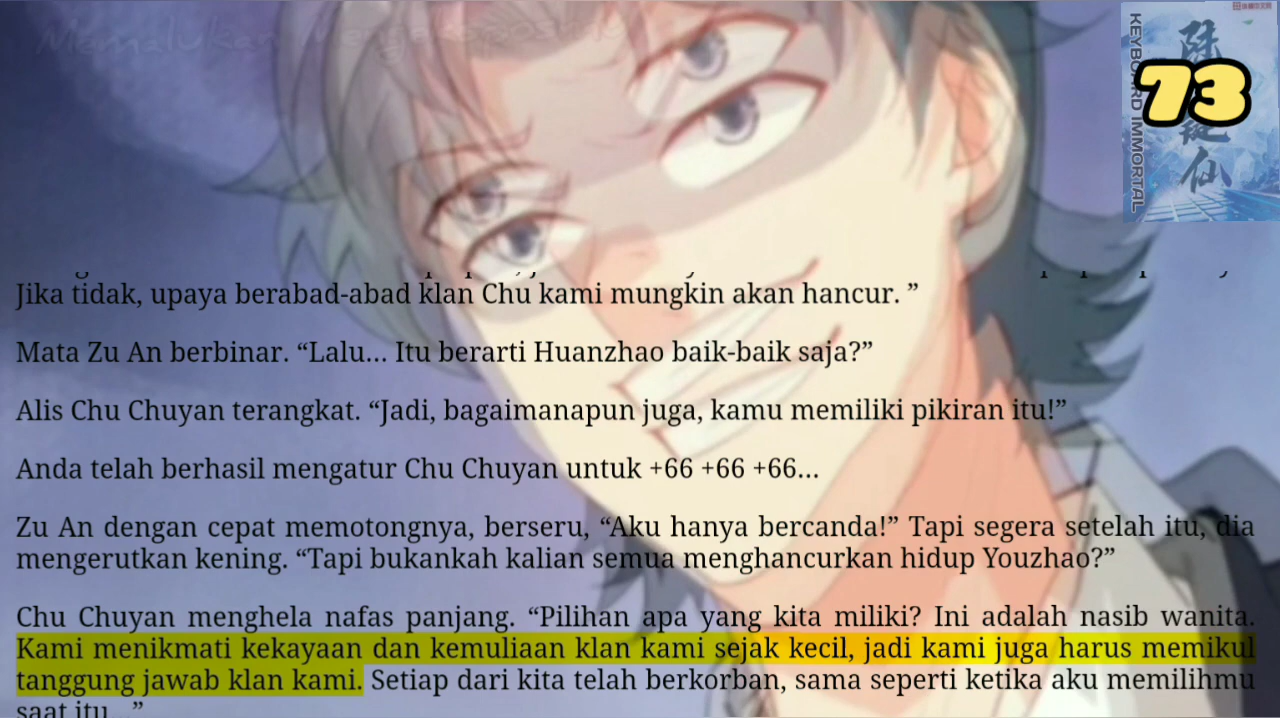 Memalukan
73
KEYBOARD IMMORTAL
Jika tidak, upaya berabad-abad klan Chu kami mungkin akan hancur. ”
Mata Zu An berbinar. “Lalu… Itu berarti Huanzhao baik-baik saja?”
Alis Chu Chuyan terangkat. “Jadi, bagaimanapun juga, kamu memiliki pikiran itu!”
Anda telah berhasil mengatur Chu Chuyan untuk +66 +66 +66…
Zu An dengan cepat memotongnya, berseru, “Aku hanya bercanda!” Tapi segera setelah itu, dia
mengerutkan kening. “Tapi bukankah kalian semua menghancurkan hidup Youzhao?”
Chu Chuyan menghela nafas panjang. “Pilihan apa yang kita miliki? Ini adalah nasib wanita.
Kami menikmati kekayaan dan kemuliaan klan kami sejak kecil, jadi kami juga harus memikul
tanggung jawab klan kami. Setiap dari kita telah berkorban, sama seperti ketika aku memilihmu
saat itu…”